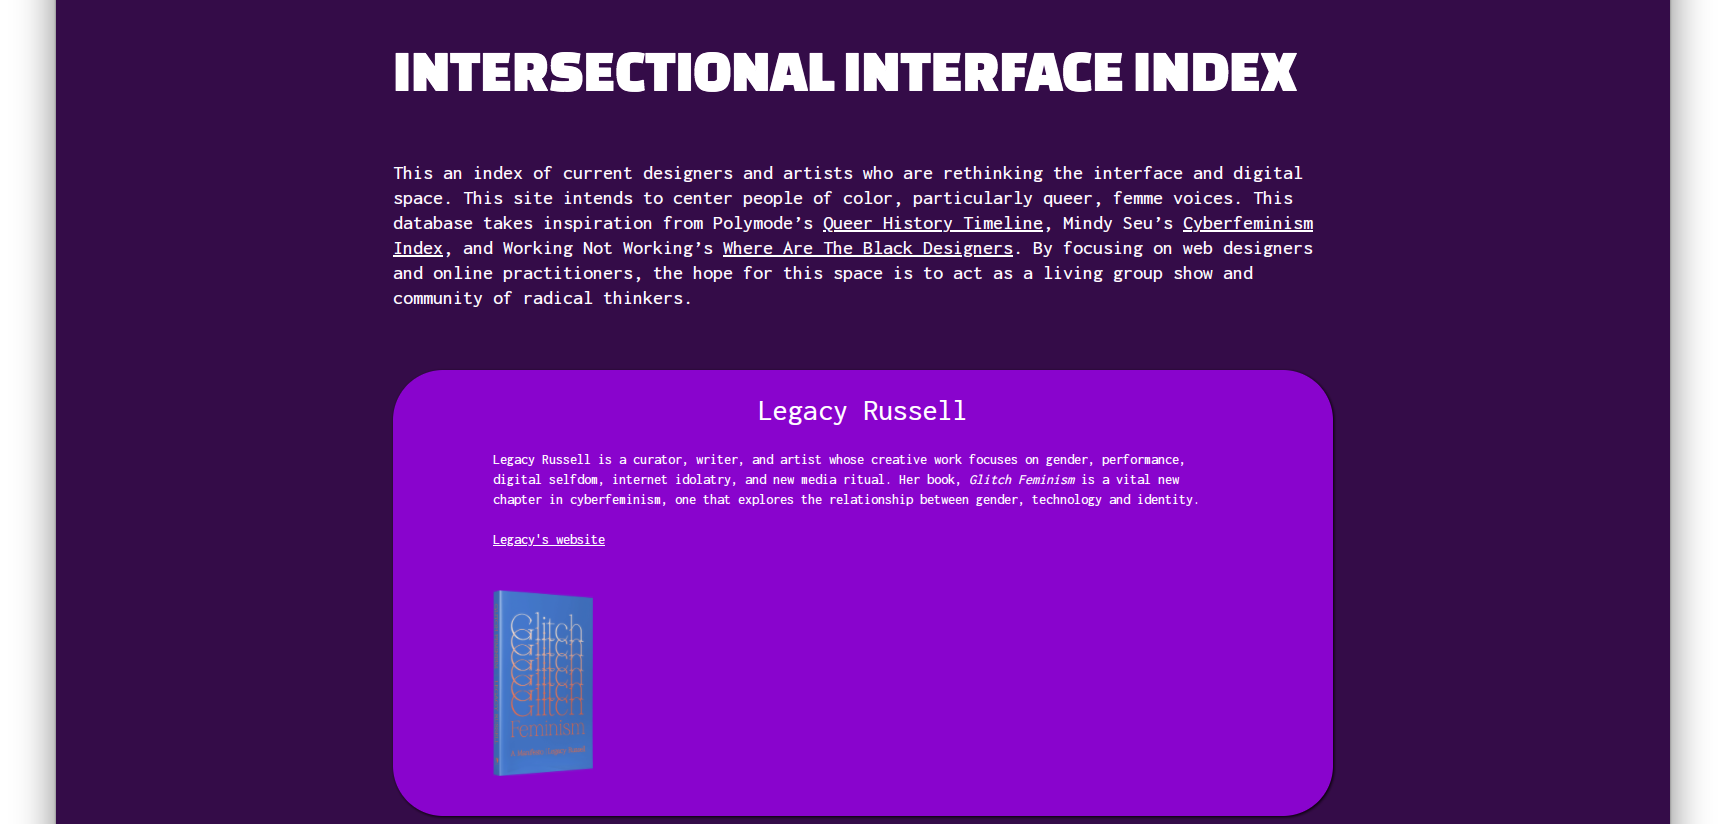 INTERSECTIONAL INTERFACE INDEX
This an index of current designers and artists who are rethinking the interface and digital
space. This site intends to center people of color, particularly queer, femme voices. This
database takes inspiration from Polymode’s Queer History Timeline, Mindy Seu’s Cyberfeminism
Index, and Working Not Working’s Where Are The Black Designers. By focusing on web designers
and online practitioners, the hope for this space is to act as a living group show and
community of radical thinkers.
Legacy Russell
Legacy Russell is a curator, writer, and artist whose creative work focuses on gender, performance,
digital selfdom, internet idolatry, and new media ritual. Her book, Glitch Feminism is a vital new
chapter in cyberfeminism, one that explores the relationship between gender, technology and identity.
Legacy's website
Glitch
Glitch
Glitch
Glitch
Glitch
Glitch
Feminism